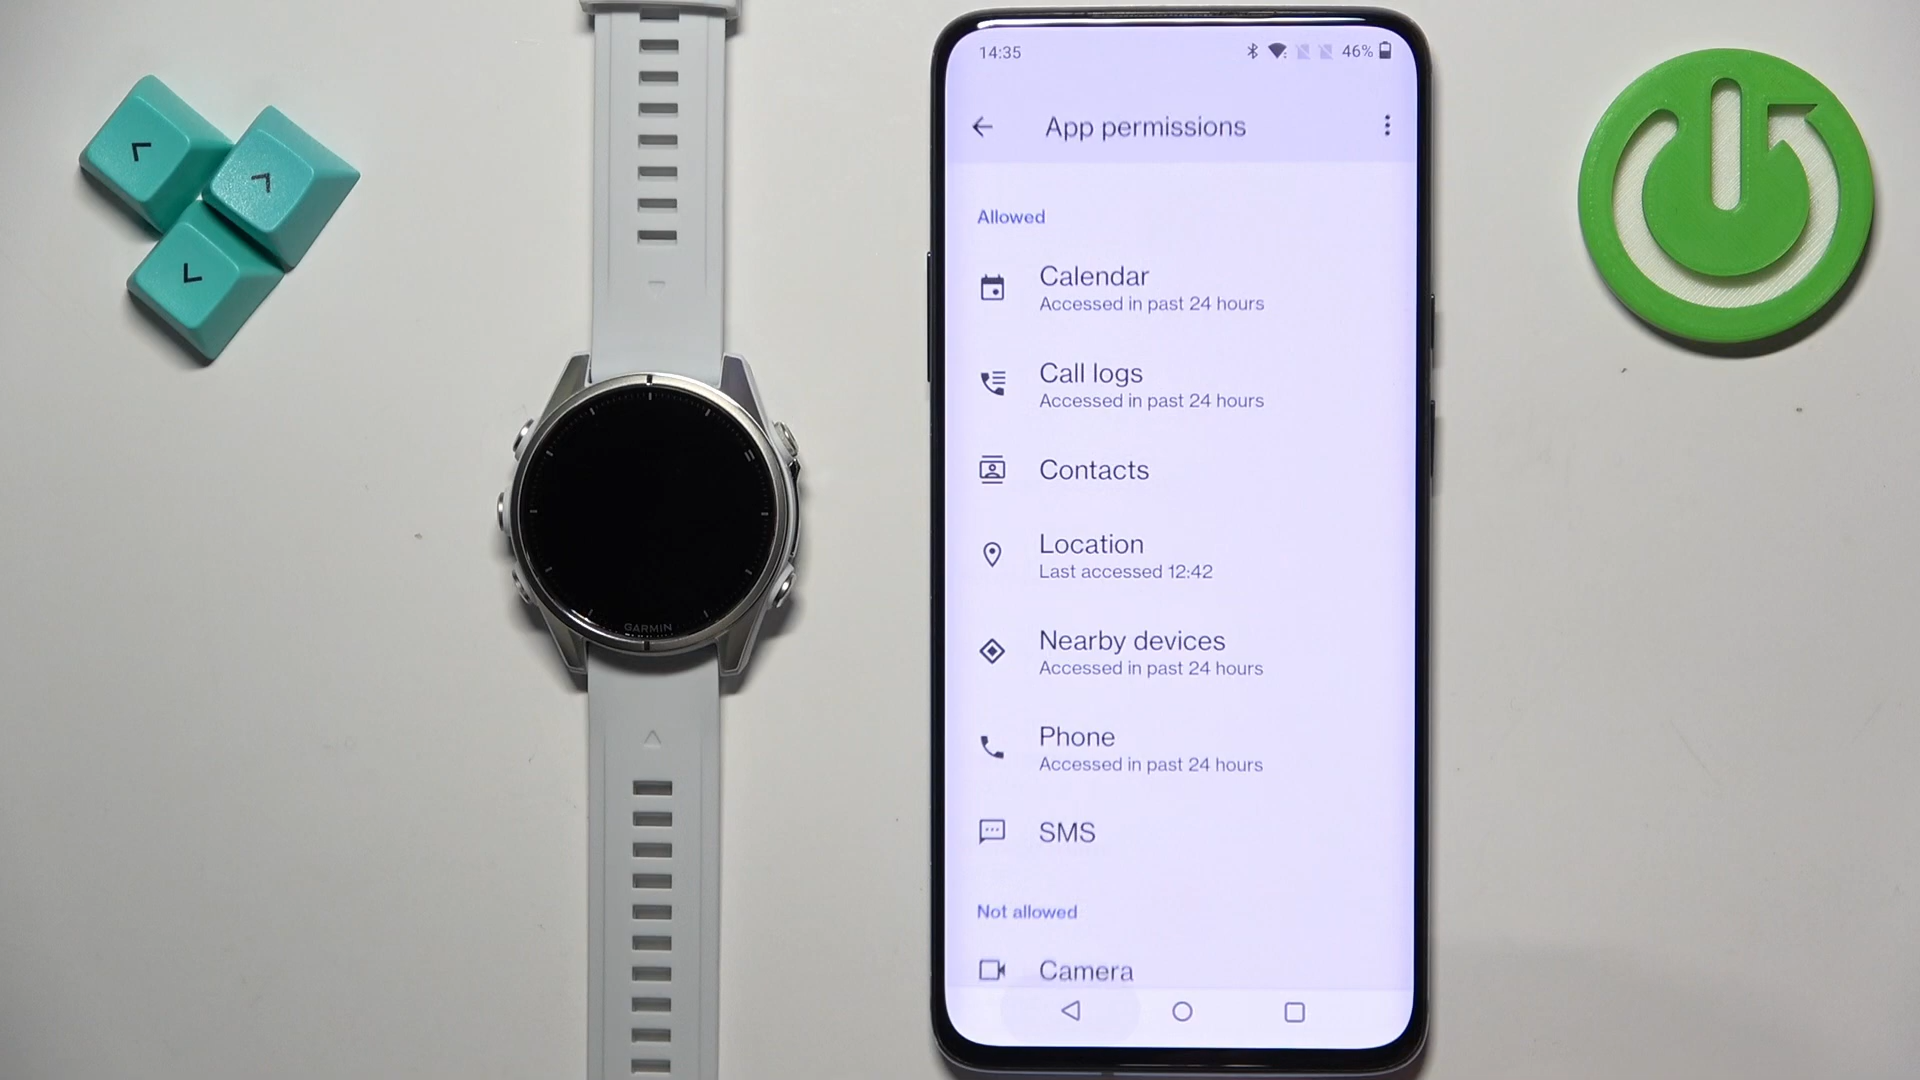 14:35
46%
App permissions
Allowed
Calendar
Accessed in past 24 hours
Call logs
Accessed in past 24 hours
Contacts
Location
Last accessed 12:42
Nearby devices
Accessed in past 24 hours
Phone
Accessed in past 24 hours
SMS
Not allowed
Camera
GARMIN